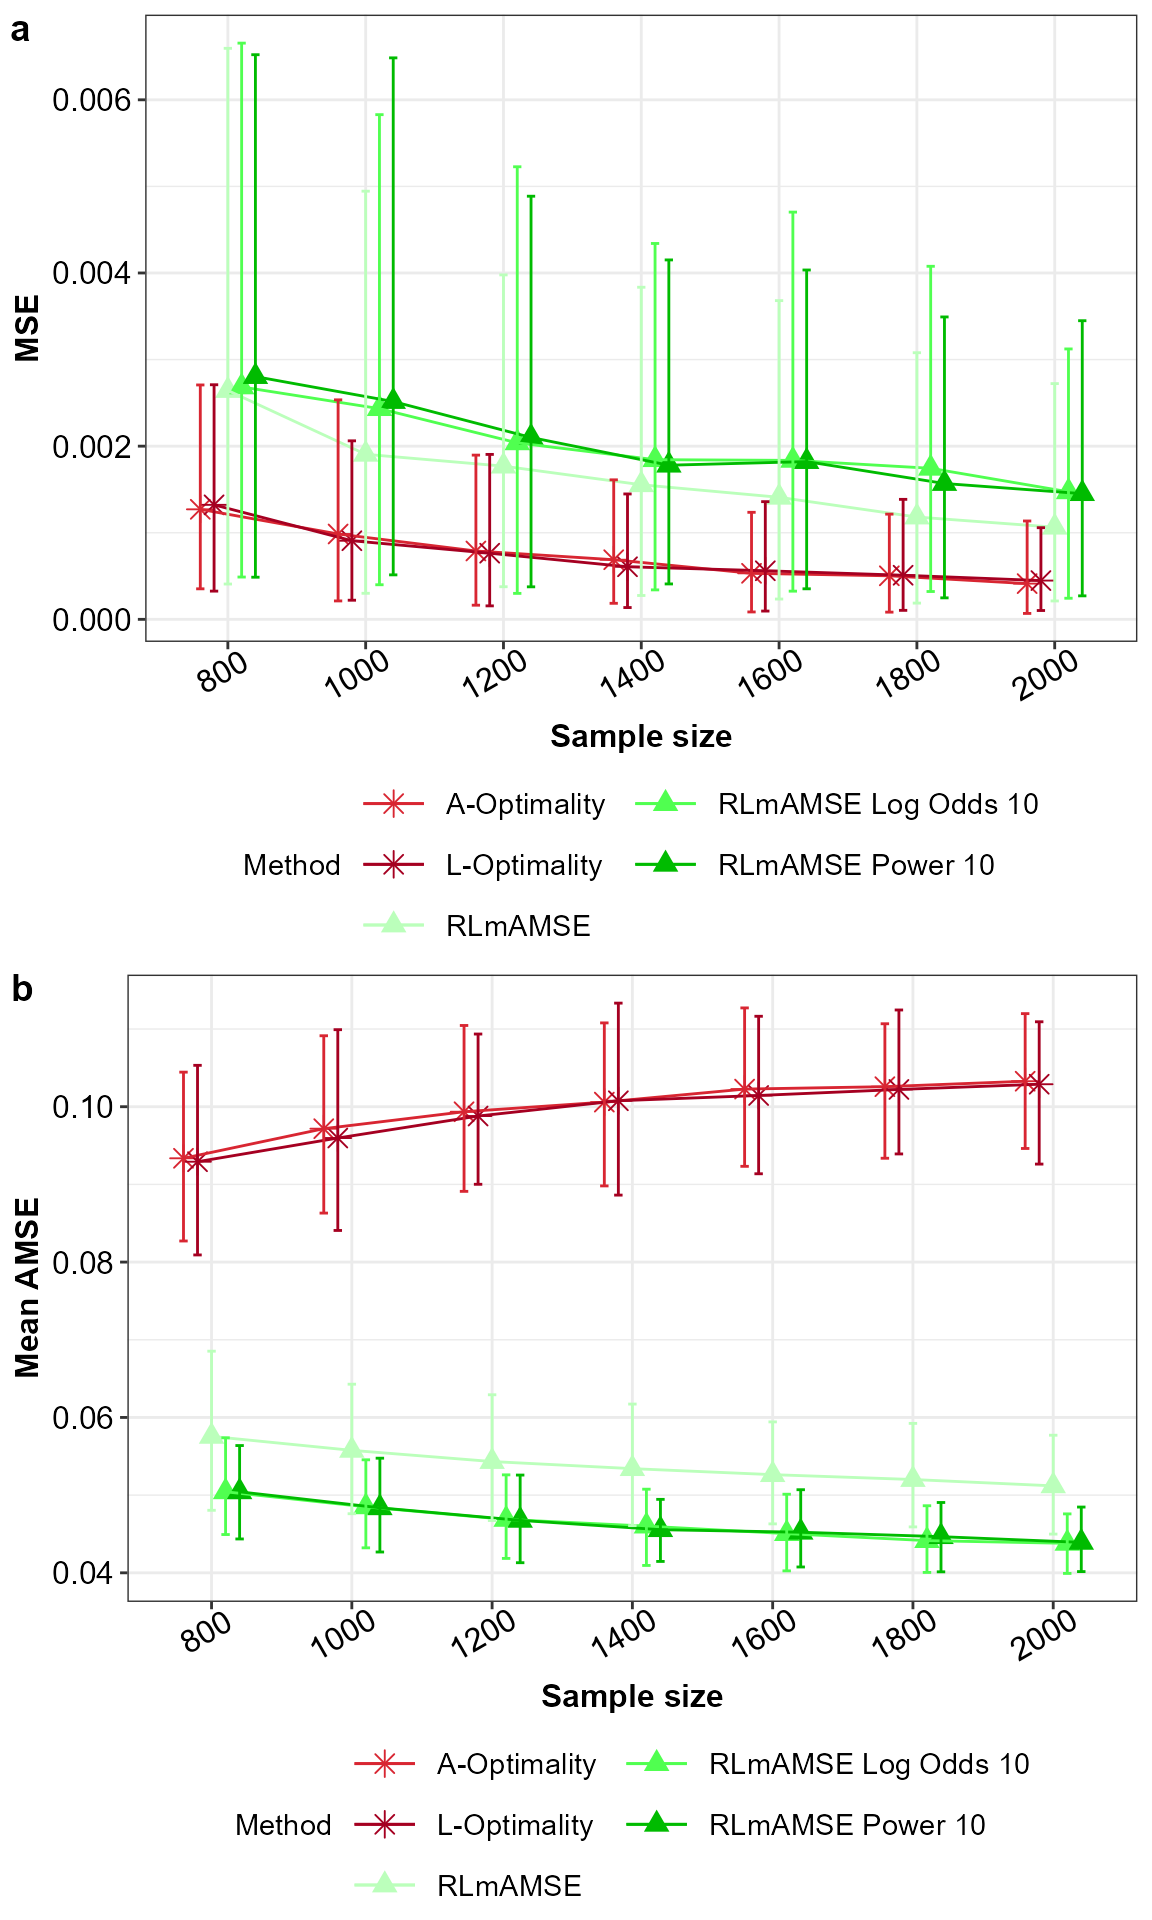 a
0.006
0.004
0.002
0.000
MSE
800 1000 1200 1400 1600 1800 2000
Sample size
Method
A-Optimality
L-Optimality
RLmAMSE
RLmAMSE Log Odds 10
RLmAMSE Power 10
b
0.10
0.08
0.06
0.04
Mean AMSE
800 1000 1200 1400 1600 1800 2000
Sample size
Method
A-Optimality
L-Optimality
RLmAMSE
RLmAMSE Log Odds 10
RLmAMSE Power 10